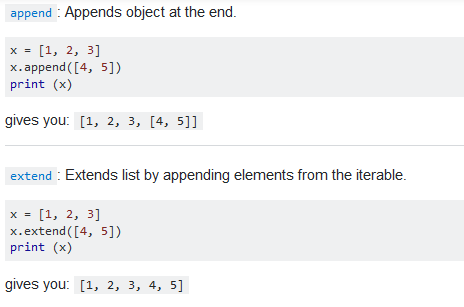 append : Appends object at the end.
x = [1, 2, 3]
x.append([4, 5])
print (x)
gives you: [1, 2, 3, [4, 5]]
extend : Extends list by appending elements from the iterable.
x = [1, 2, 3]
x.extend([4, 5])
print (x)
gives you: [1, 2, 3, 4, 5]